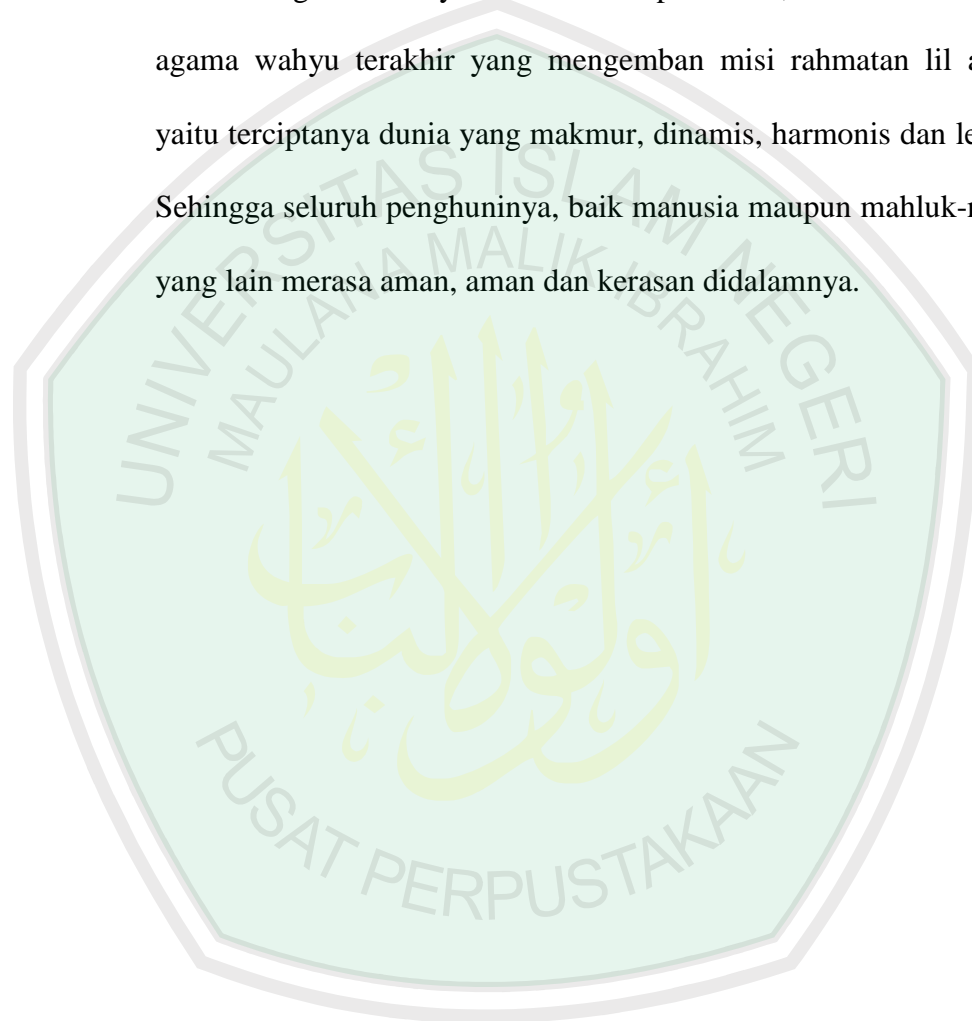 agama wahyu terakhir yang mengemban misi rahmatan lil
yaitu terciptanya dunia yang makmur, dinamis, harmonis dan
Sehingga seluruh penghuninya, baik manusia maupun mahluk-
yang lain merasa aman, aman dan kerasan didalamnya.
UNIVERSITAS ISLAM NEGERI
MAULANA MALIK IBRAHIM
أولوا الألباب
PUSAT PERPUSTAKAAN